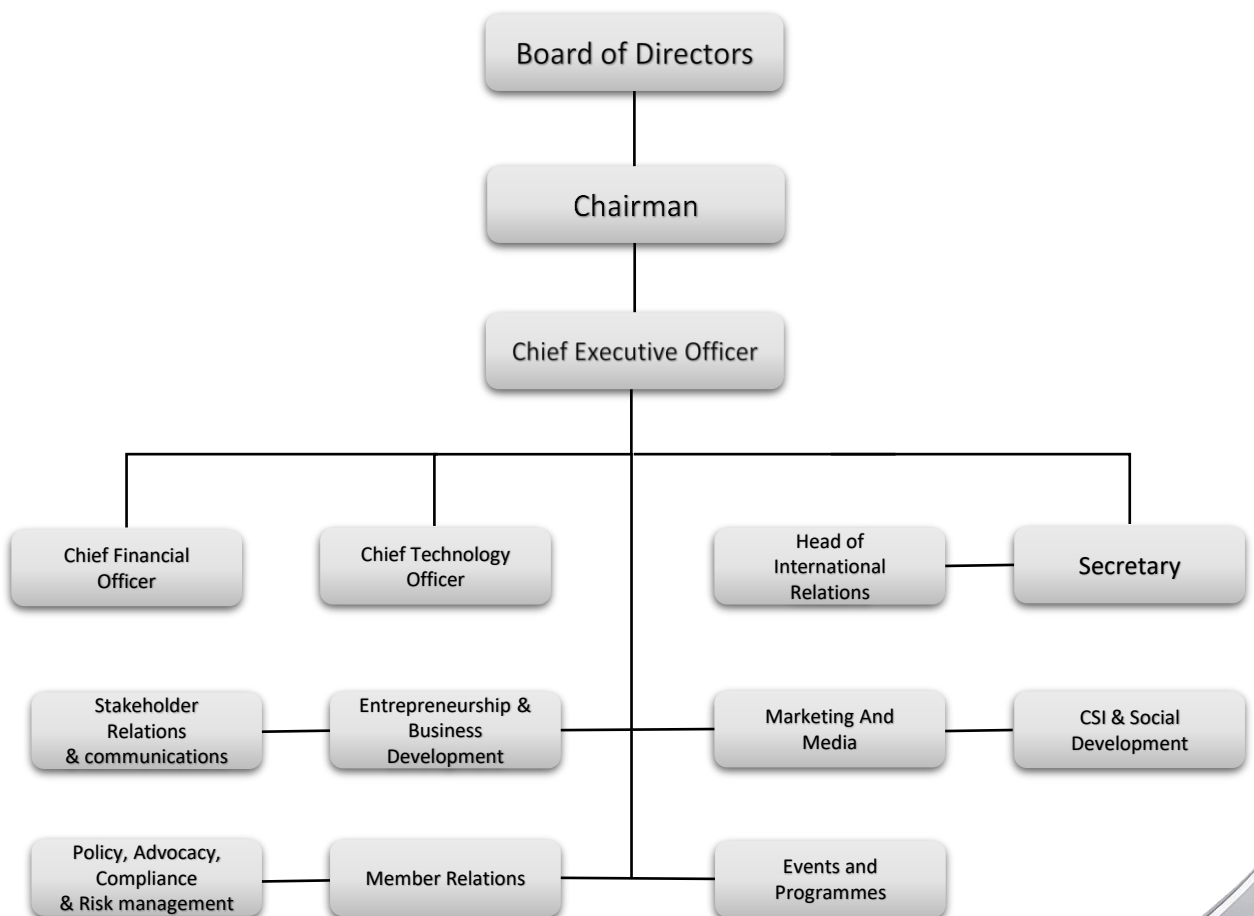 Board of Directors
Chairman
Chief Executive Officer
Chief Financial
Officer
Chief Technology
Officer
Head of
International
Relations
Secretary
Stakeholder
Relations
& communications
Entrepreneurship &
Business
Development
Marketing And
Media
CSI & Social
Development
Policy, Advocacy,
Compliance
& Risk management
Member Relations
Events and
Programmes